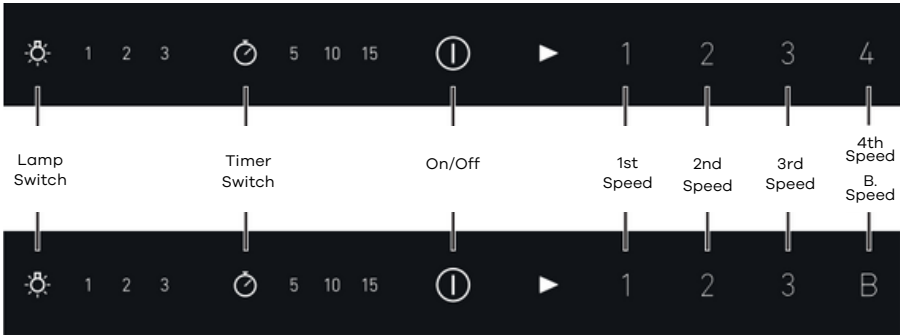 1 2 3 5 10 15 1 2 3 4
Lamp Switch
Timer Switch
On/Off
1st Speed
2nd Speed
3rd Speed
4th Speed
B. Speed
1 2 3 5 10 15 1 2 3 B